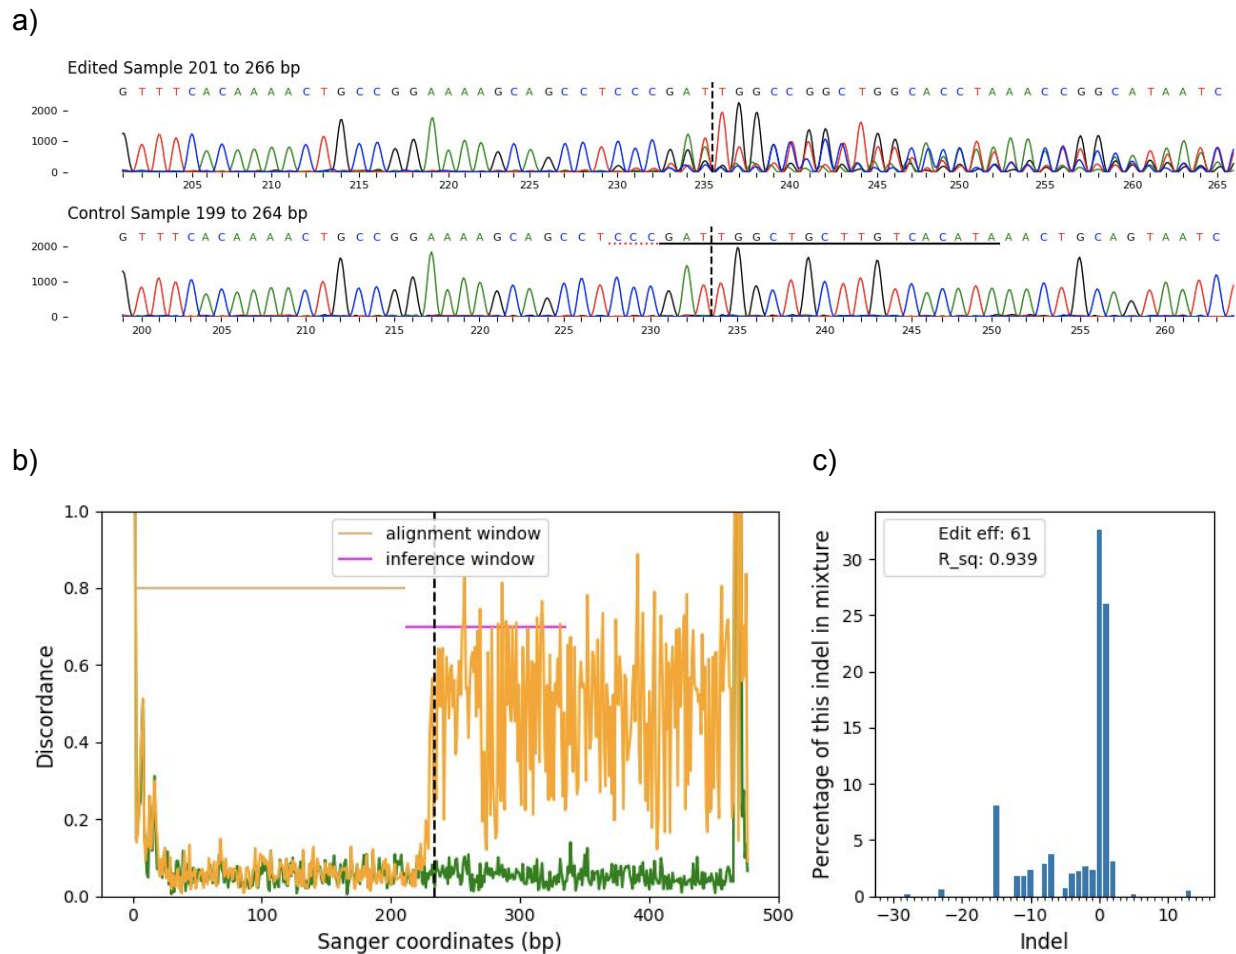 a)
Edited Sample 201 to 266 bp
G T T T C A C A A A A C T G C C G G A A A A G C A G C C T C C C G A T T G G C C G G C T G G C A C C T A A A C C G G C A T A A T C
2000
1000
0
205 210 215 220 225 230 235 240 245 250 255 260 265
Control Sample 199 to 264 bp
G T T T C A C A A A A C T G C C G G A A A A G C A G C C T C C C G A T T G G C T G C T T G T C A C A T A A A C T G C A G T A A T C
2000
1000
0
200 205 210 215 220 225 230 235 240 245 250 255 260
b)
1.0
0.8
0.6
0.4
0.2
0.0
Discordance
alignment window
inference window
0 100 200 300 400 500
Sanger coordinates (bp)
c)
Percentage of this indel in mixture
30
25
20
15
10
5
0
Edit eff: 61
R_sq: 0.939
−30 −20 −10 0 10
Indel